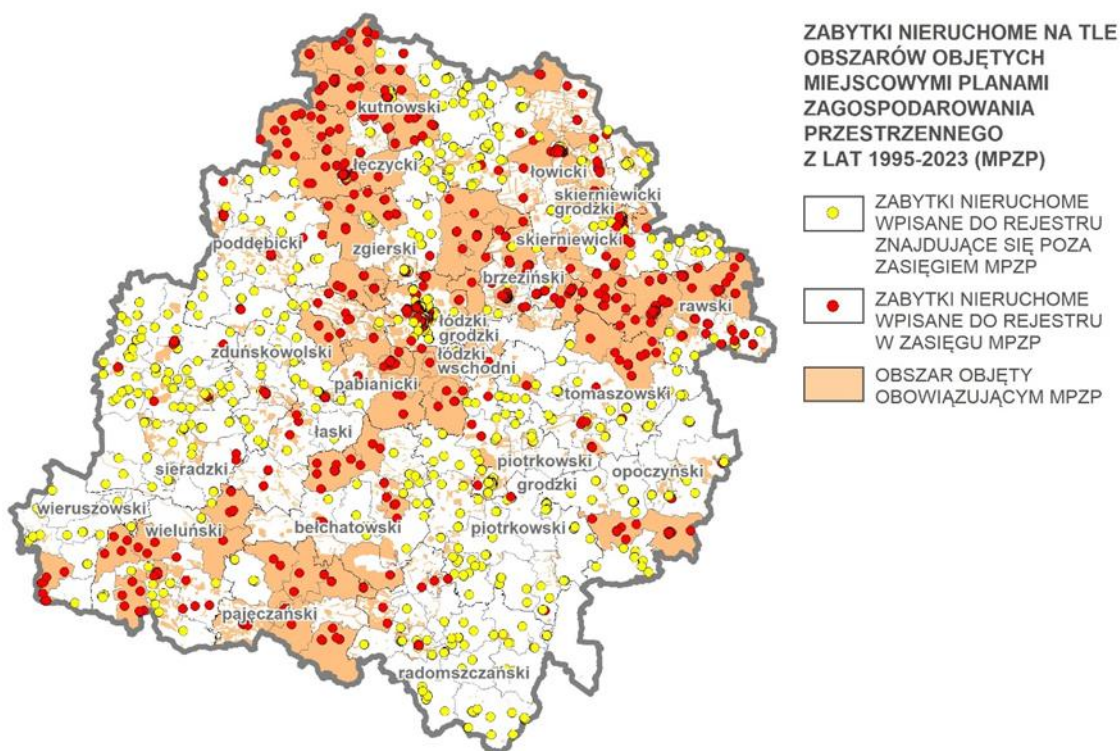 ZABYTKI NIERUCHOME NA TLE
OBSZARÓW OBJĘTYCH
MIEJSCOWYMI PLANAMI
ZAGOSPODAROWANIA
PRZESTRZENNEGO
Z LAT 1995-2023 (MPZP)
ZABYTKI NIERUCHOME
WPISANE DO REJESTRU
ZNAJDUJĄCE SIĘ POZA
ZASIĘGIEM MPZP
ZABYTKI NIERUCHOME
WPISANE DO REJESTRU
W ZASIĘGU MPZP
OBSZAR OBJĘTY
OBOWIĄZUJĄCYM MPZP
kutnowski
łęczycki
łowicki
skierniewicki
grodzki
skierniewicki
poddębicki
zgierski
brzeziński
rawski
łódzki
grodzki
łódzki
wschodni
zduńskowolski
pabianicki
tomaszowski
łaski
sieradzki
piotrkowski
grodzki
opoczyński
wieruszowski
wieluński
bełchatowski
piotrkowski
pajęczański
radomszczański